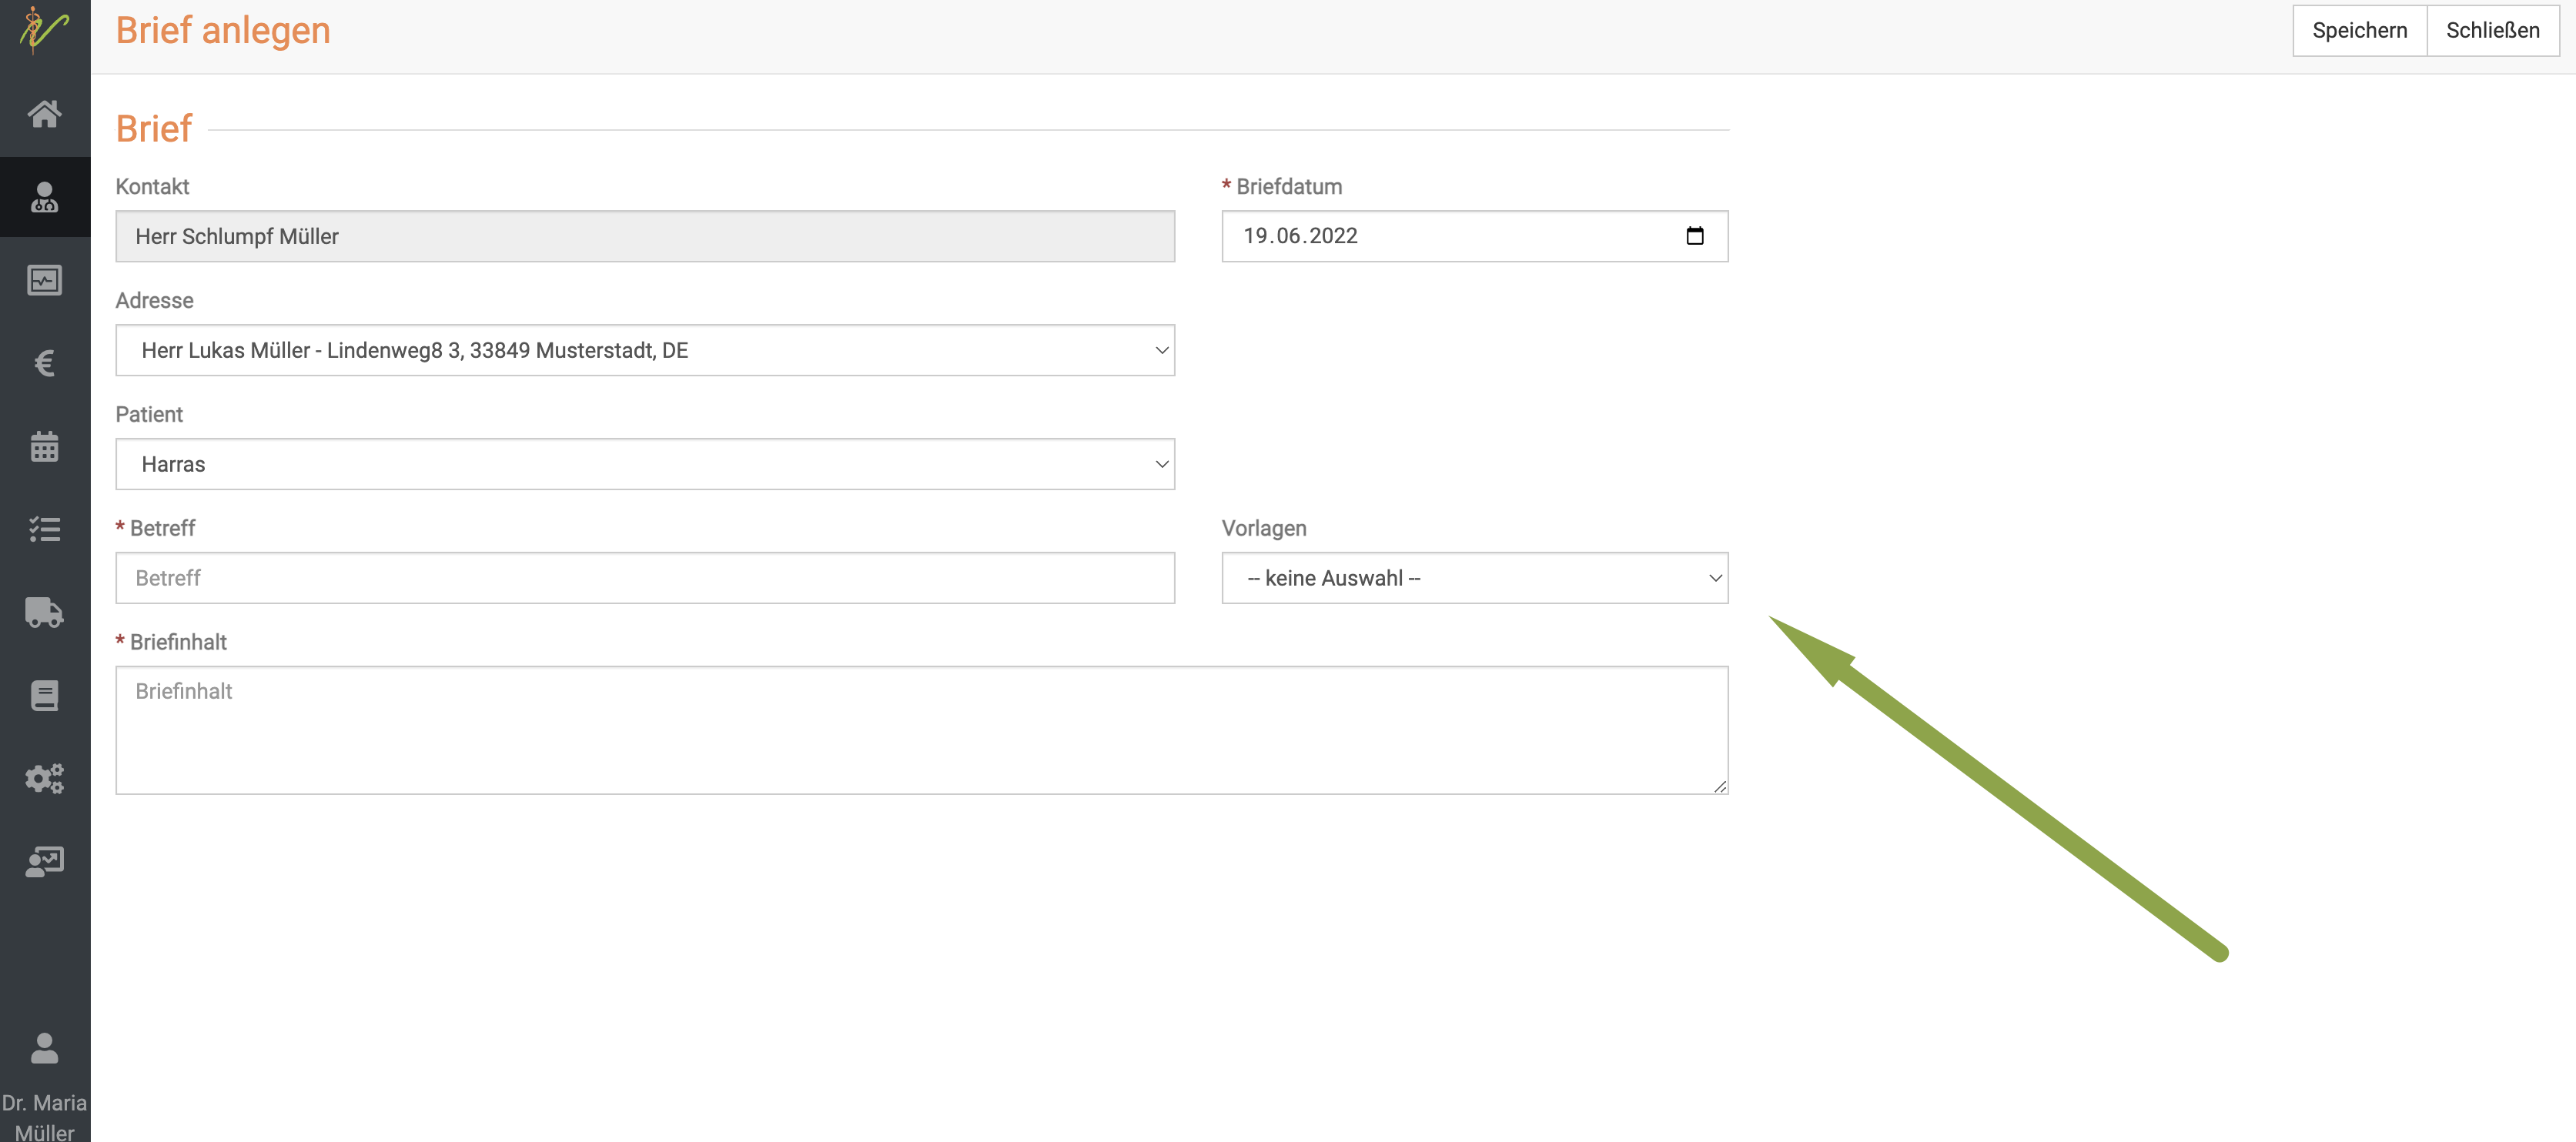 Brief anlegen
Speichern
Schließen
Brief
Kontakt
* Briefdatum
Herr Schlumpf Müller
19.06.2022
Adresse
Herr Lukas Müller - Lindenweg8 3, 33849 Musterstadt, DE
Patient
Harras
* Betreff
Vorlagen
Betreff
-- keine Auswahl --
* Briefinhalt
Briefinhalt
Dr. Maria
Müller